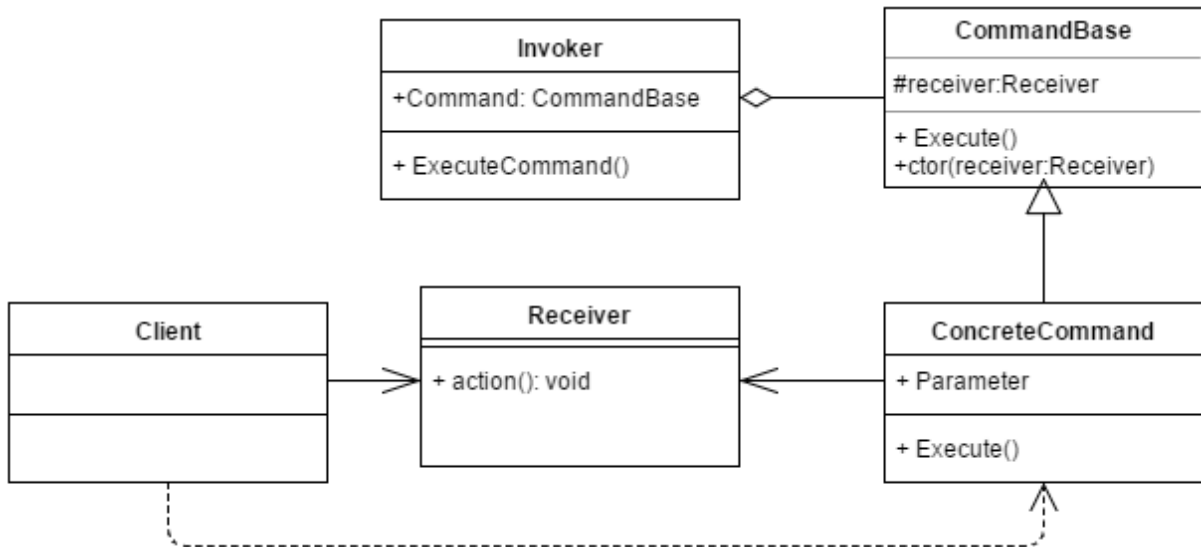 Invoker
+Command: CommandBase
+ ExecuteCommand()
CommandBase
#receiver:Receiver
+ Execute()
+ctor(receiver:Receiver)
Client
Receiver
+ action(): void
ConcreteCommand
+ Parameter
+ Execute()